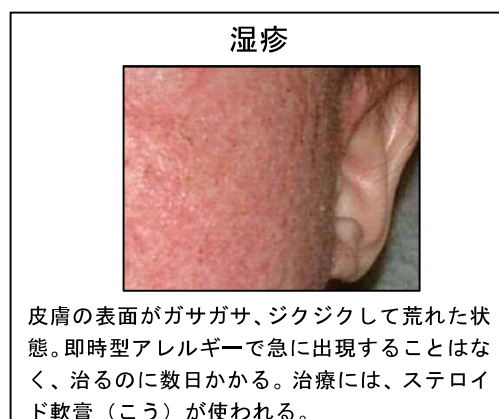 湿疹
皮膚の表面がガサガサ、ジクジクして荒れた状
態。即時型アレルギーで急に出現することはな
く、治るのに数日かかる。治療には、ステロイ
ド軟膏（こう）が使われる。